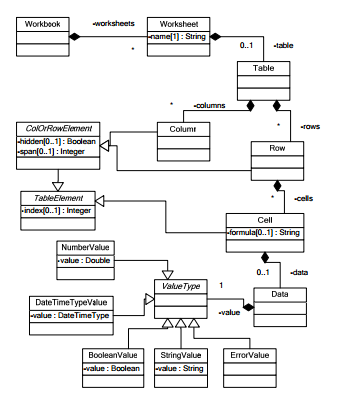 Workbook
-worksheets
*
Worksheet
-name[1] : String
0..1
-table
Table
*
-columns
*
-rows
Column
Row
ColOrRowElement
-hidden[0..1] : Boolean
-span[0..1] : Integer
*
-cells
TableElement
-index[0..1] : Integer
Cell
-formula[0..1] : String
0..1
-data
Data
NumberValue
-value : Double
ValueType
1
-value
DateTimeTypeValue
-value : DateTimeType
BooleanValue
-value : Boolean
StringValue
-value : String
ErrorValue